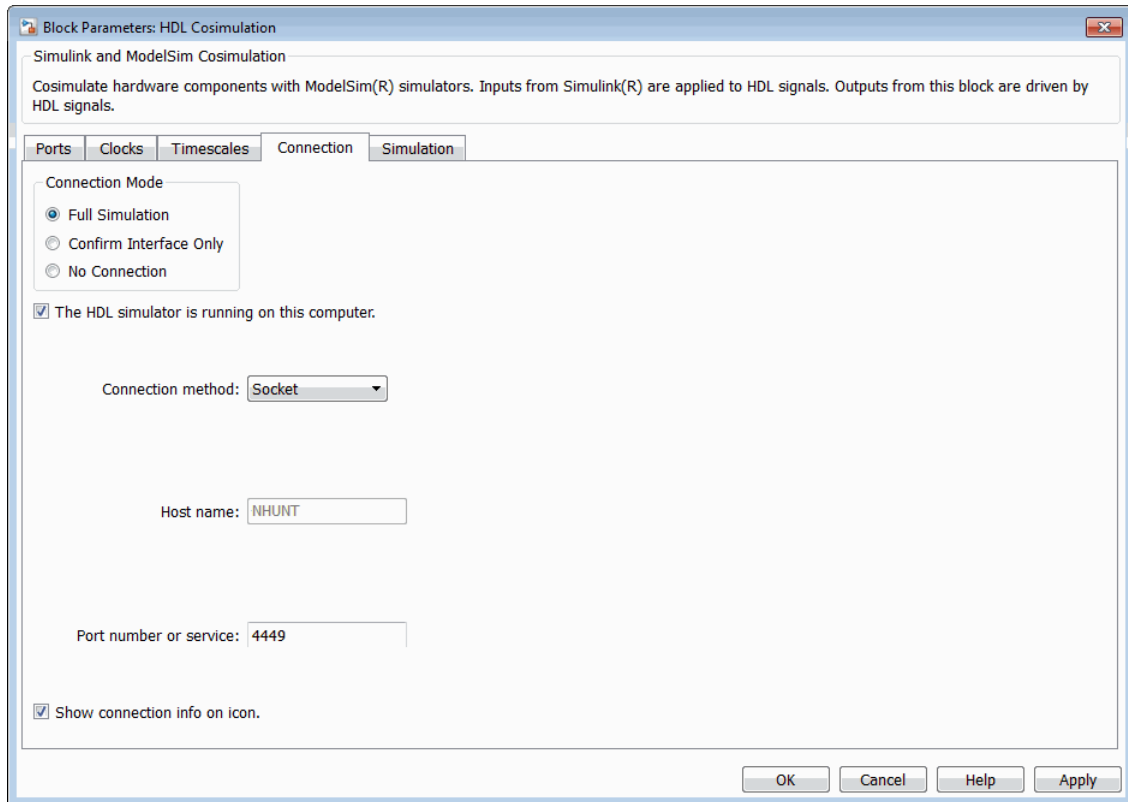 Block Parameters: HDL Cosimulation
Simulink and ModelSim Cosimulation
Cosimulate hardware components with ModelSim(R) simulators. Inputs from Simulink(R) are applied to HDL signals. Outputs from this block are driven by
HDL signals.
Ports Clocks Timescales Connection Simulation
Connection Mode
Full Simulation
Confirm Interface Only
No Connection
The HDL simulator is running on this computer.
Connection method: Socket
Host name: NHUNT
Port number or service: 4449
Show connection info on icon.
OK Cancel Help Apply